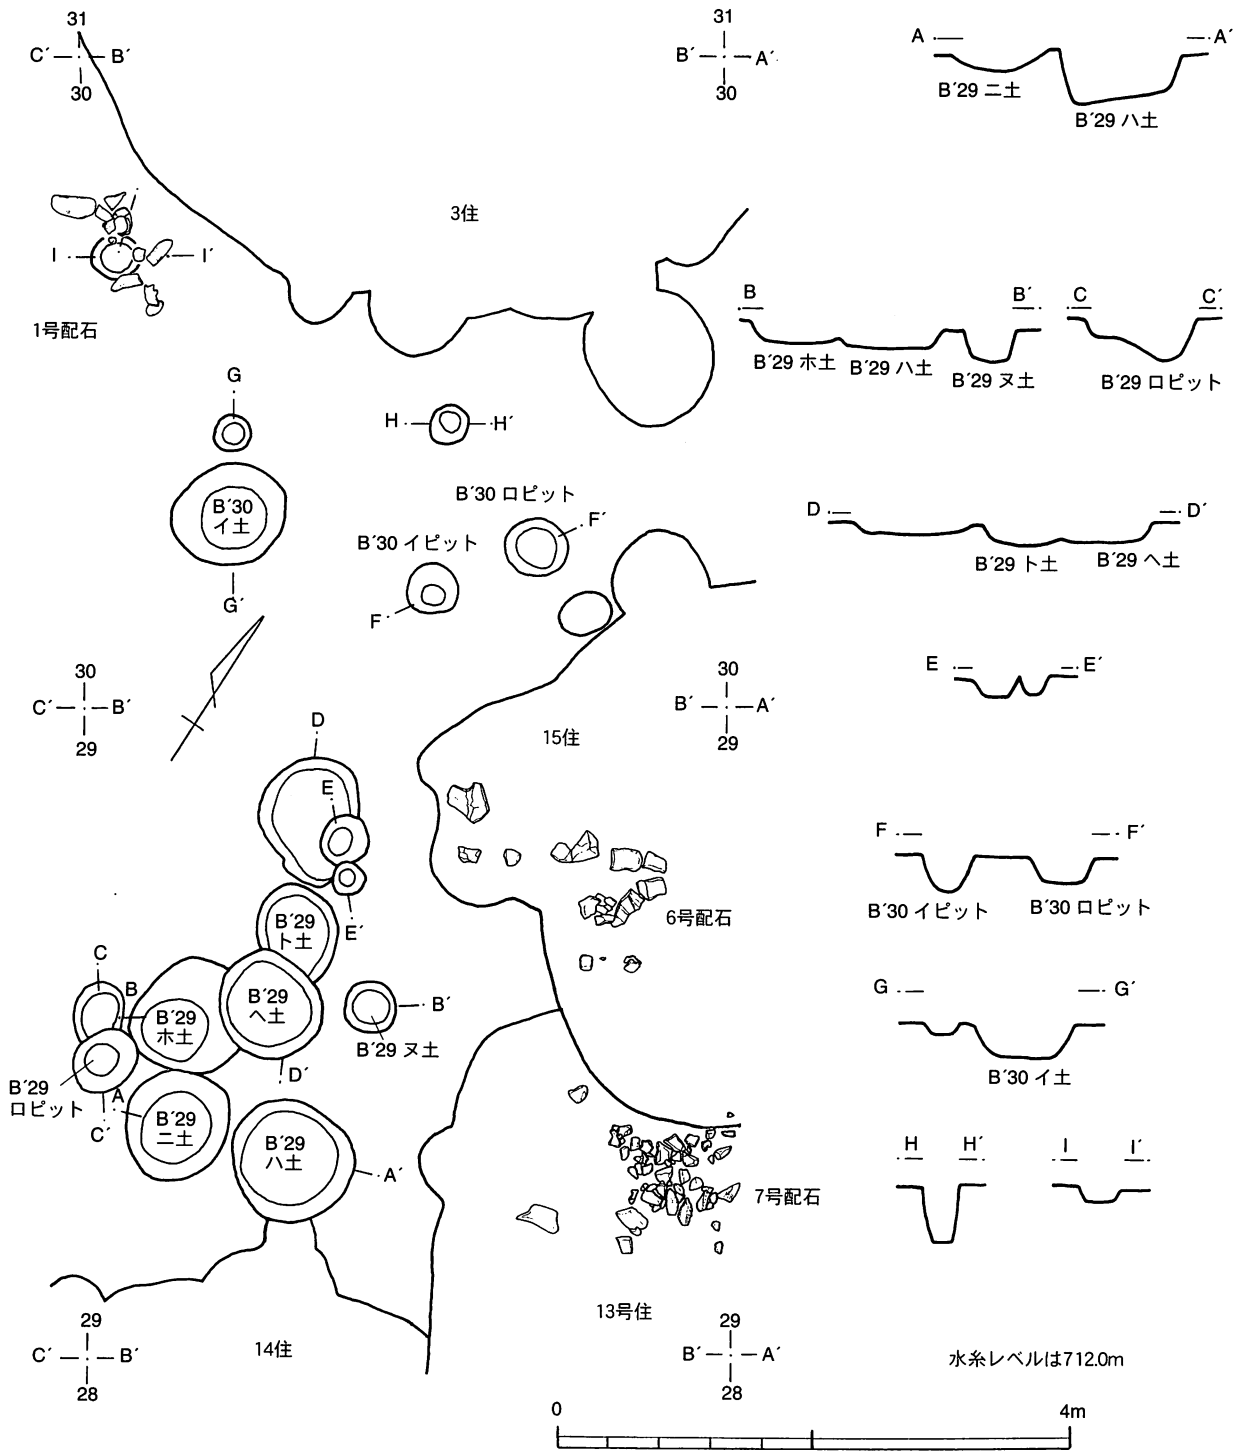 31
C´ B´
30
31
B´ A´
30
A A´
B´29 ニ土
B´29 ハ土
3住
I I´
1号配石
B B´
B´29 ホ土
B´29 ハ土
B´29 ヌ土
C C´
B´29 ロピット
G
B´30
イ土
G´
H H´
B´30 ロピット
F´
B´30 イピット
F
D D´
B´29 ト土
B´29 ヘ土
30
C´ B´
29
30
B´ A´
29
15住
E E´
D
E
E´
B´29
ト土
B´29
ヘ土
D´
C
B
B´29
ホ土
B´
B´29 ヌ土
B´29
ロピット
C´
A
B´29
ニ土
B´29
ハ土
A´
6号配石
7号配石
F F´
B´30 イピット
B´30 ロピット
G G´
B´30 イ土
H H´
I I´
13号住
14住
29
C´ B´
28
29
B´ A´
28
水糸レベルは712.0m
0 4m